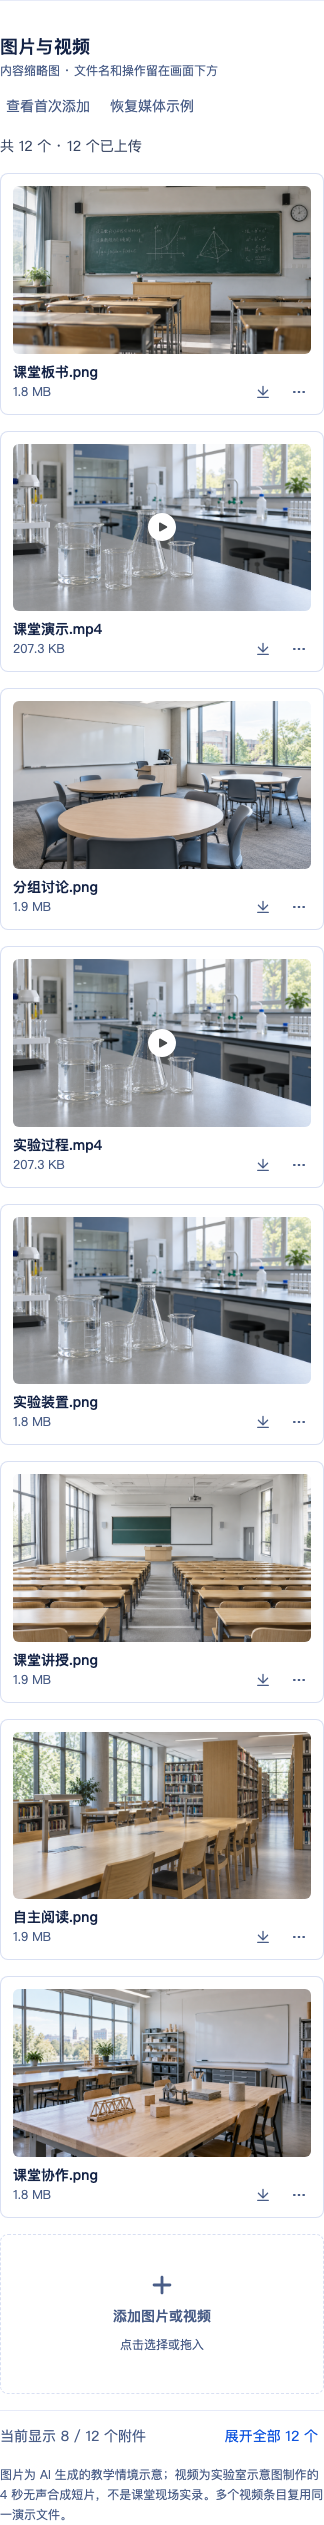 图片与视频
内容缩略图 · 文件名和操作留在画面下方
查看首次添加 恢复媒体示例
共 12 个 · 12 个已上传
课堂板书.png
1.8 MB
课堂演示.mp4
207.3 KB
分组讨论.png
1.9 MB
实验过程.mp4
207.3 KB
实验装置.png
1.8 MB
课堂讲授.png
1.9 MB
自主阅读.png
1.9 MB
课堂协作.png
1.8 MB
添加图片或视频
点击选择或拖入
当前显示 8 / 12 个附件 展开全部 12 个
图片为 AI 生成的教学情境示意；视频为实验室示意图制作的
4 秒无声合成短片，不是课堂现场实录。多个视频条目复用同
一演示文件。